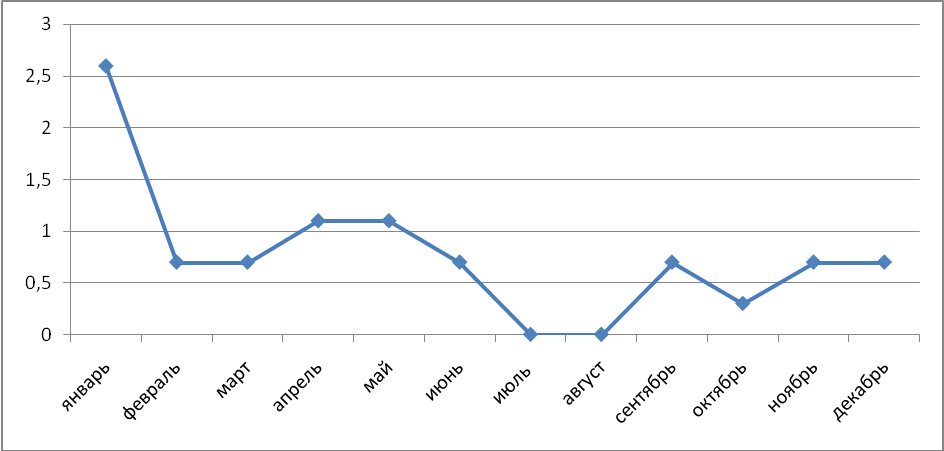 3
2,5
2
1,5
1
0,5
0
январь
февраль
март
апрель
май
июнь
июль
август
сентябрь
октябрь
ноябрь
декабрь